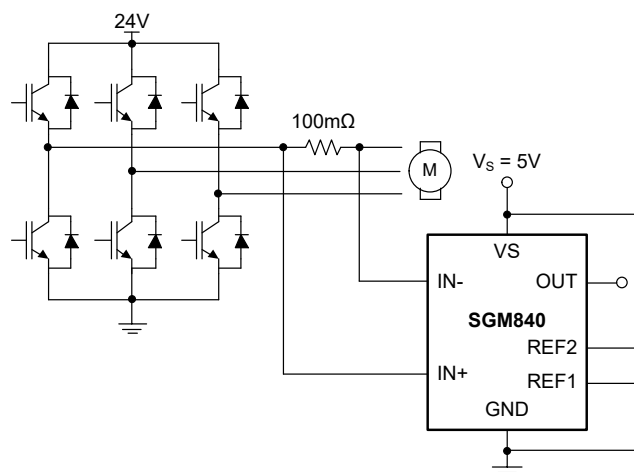 24V
100mΩ
M
VS = 5V
VS
IN-
OUT
SGM840
REF2
IN+
REF1
GND